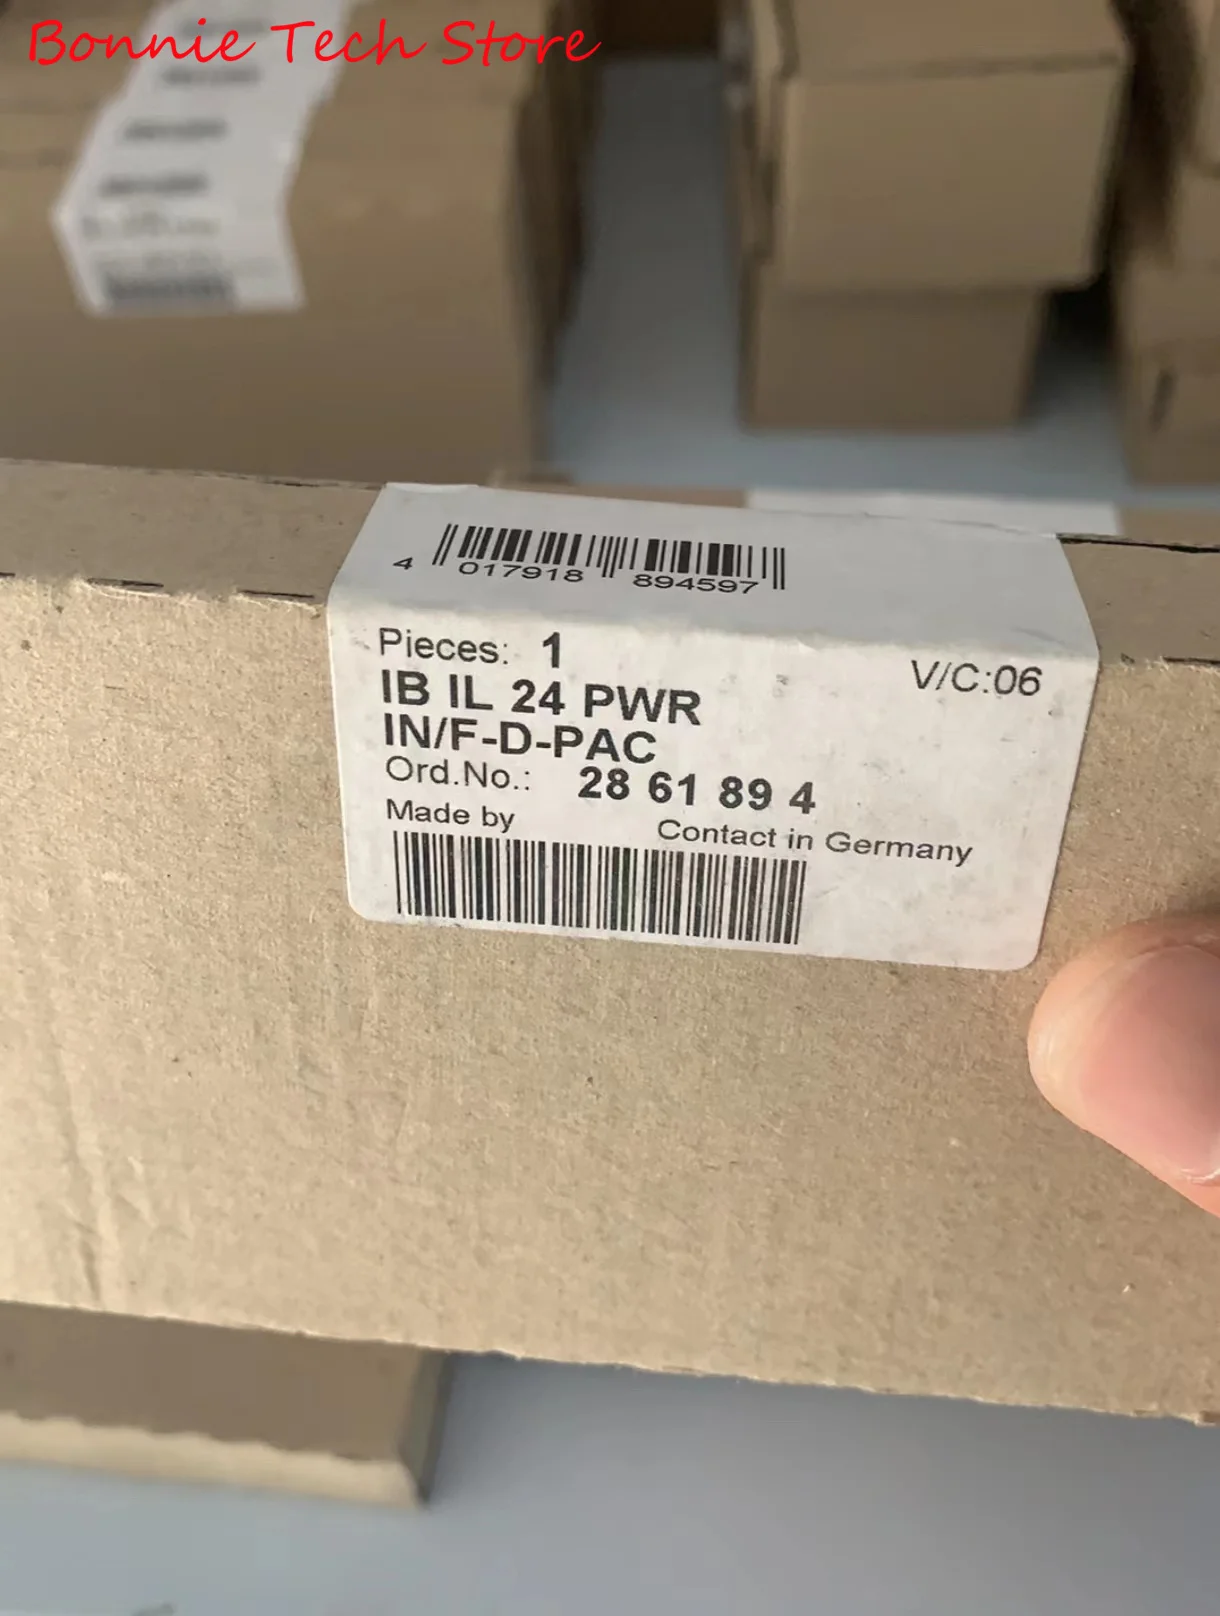 Bonnie Tech Store
4 017918 894597
Pieces: 1
V/C:06
IB IL 24 PWR
IN/F-D-PAC
Ord.No.: 28 61 89 4
Made by Contact in Germany